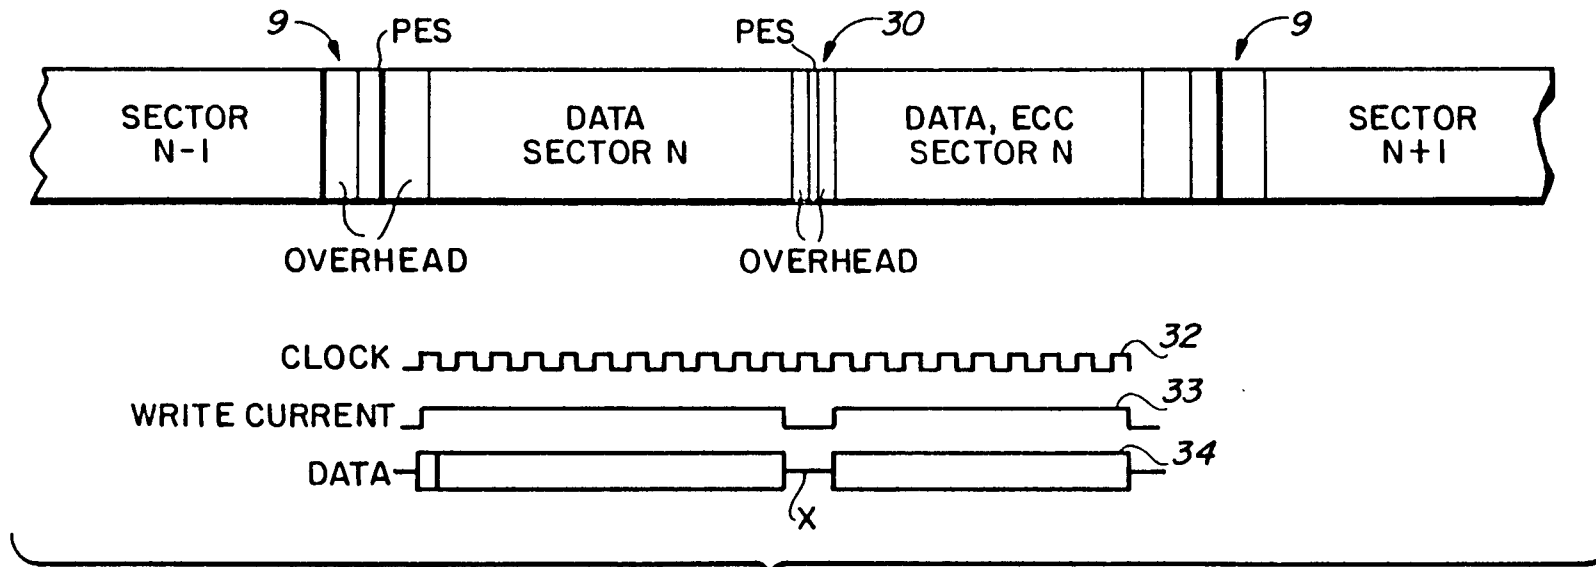 9 PES PES 30 9
SECTOR N-1
DATA SECTOR N
DATA, ECC SECTOR N
SECTOR N+1
OVERHEAD OVERHEAD
CLOCK 32
WRITE CURRENT 33
DATA 34
X